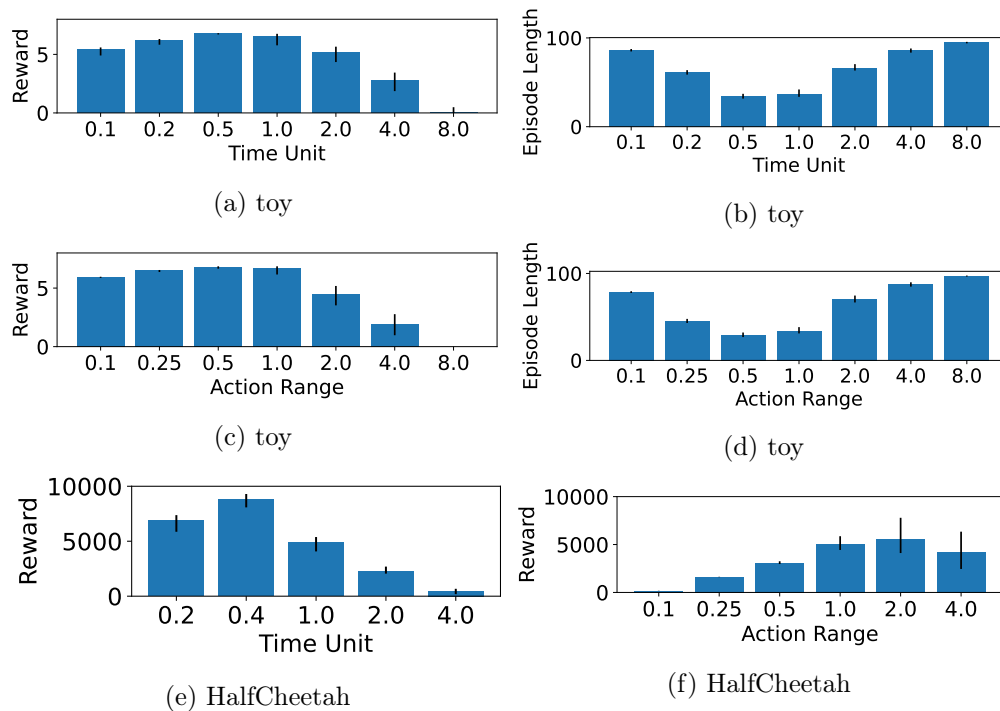 Reward
5
0
0.1 0.2 0.5 1.0 2.0 4.0 8.0
Time Unit
(a) toy
Episode Length
100
0
0.1 0.2 0.5 1.0 2.0 4.0 8.0
Time Unit
(b) toy
Reward
5
0
0.1 0.25 0.5 1.0 2.0 4.0 8.0
Action Range
(c) toy
Episode Length
100
0
0.1 0.25 0.5 1.0 2.0 4.0 8.0
Action Range
(d) toy
Reward
10000
5000
0
0.2 0.4 1.0 2.0 4.0
Time Unit
(e) HalfCheetah
Reward
10000
5000
0
0.1 0.25 0.5 1.0 2.0 4.0
Action Range
(f) HalfCheetah